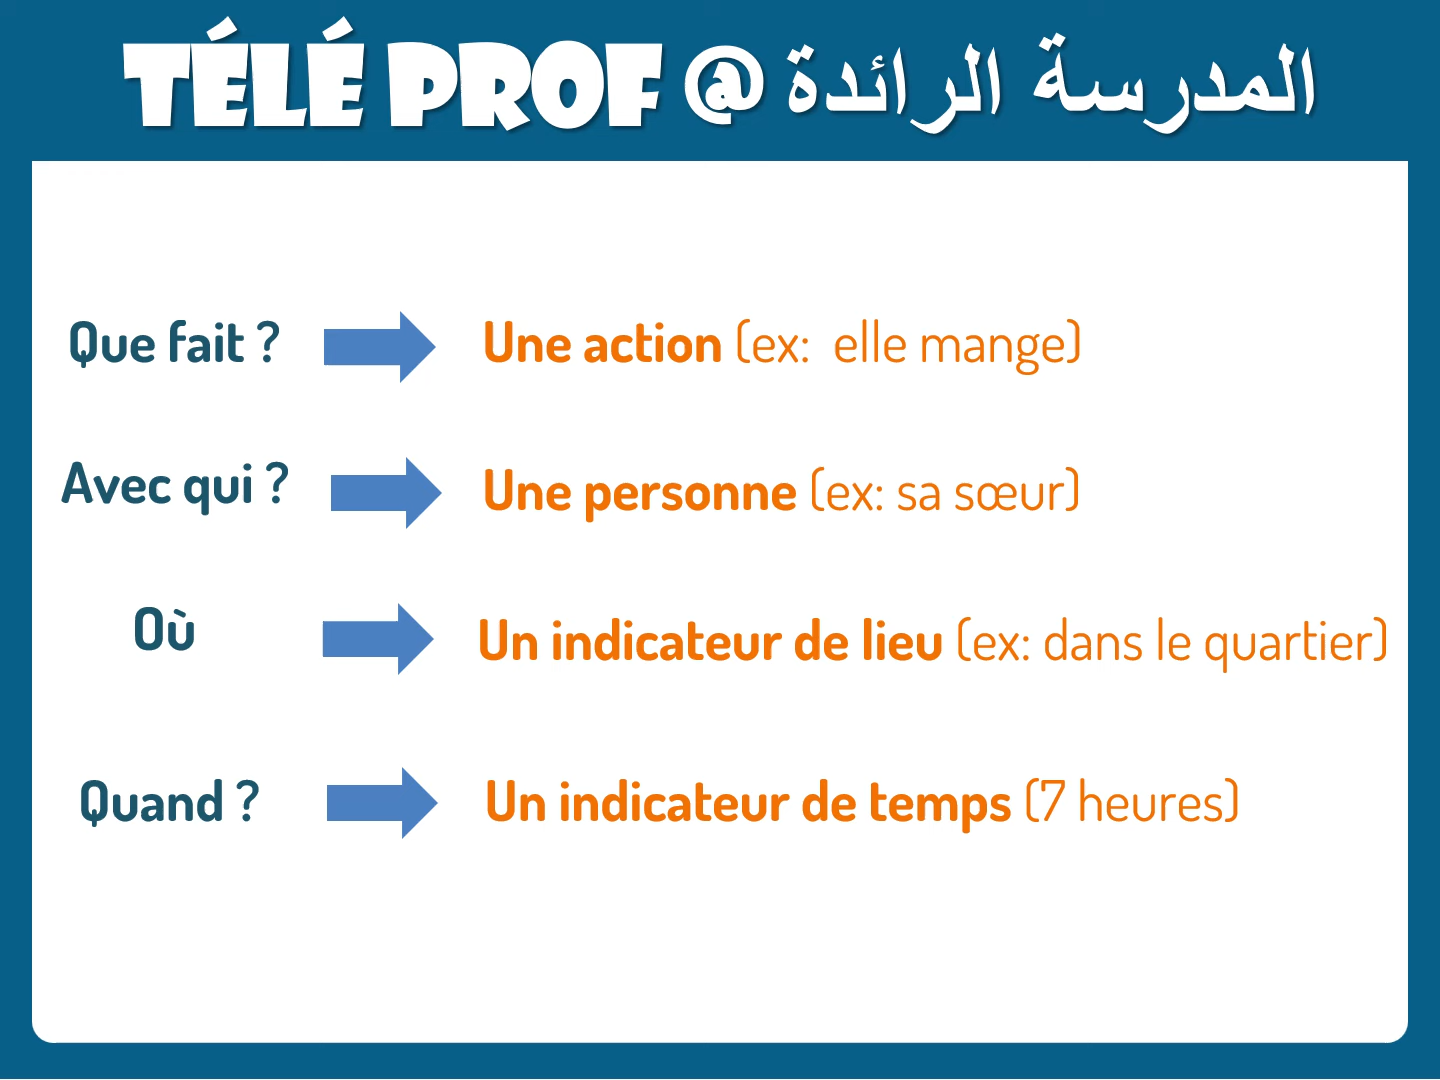 TÉLÉ PROF @ المدرسة الرائدة
Que fait ? Une action (ex: elle mange)
Avec qui ? Une personne (ex: sa sœur)
Où Un indicateur de lieu (ex: dans le quartier)
Quand ? Un indicateur de temps (7 heures)